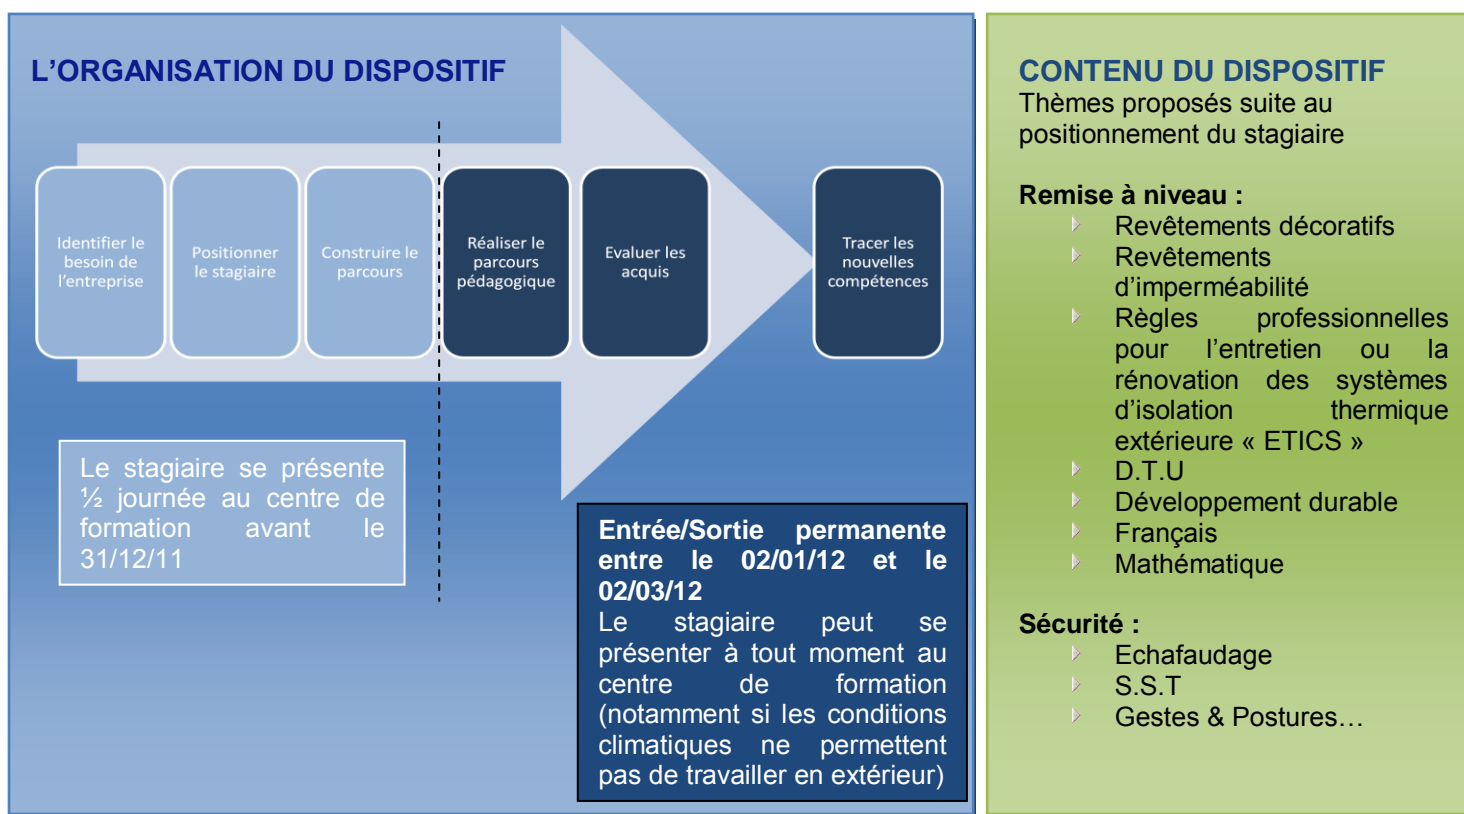 L'ORGANISATION DU DISPOSITIF
Identifier le
besoin de
l'entreprise
Positionner
le stagiaire
Construire le
parcours
Réaliser le
parcours
pédagogique
Evaluer les
acquis
Tracer les
nouvelles
compétences
Le stagiaire se présente
½ journée au centre de
formation avant le
31/12/11
Entrée/Sortie permanente
entre le 02/01/12 et le
02/03/12
Le stagiaire peut se
présenter à tout moment au
centre de formation
(notamment si les conditions
climatiques ne permettent
pas de travailler en extérieur)
CONTENU DU DISPOSITIF
Thèmes proposés suite au
positionnement du stagiaire
Remise à niveau :
Revêtements décoratifs
Revêtements
d'imperméabilité
Règles professionnelles
pour l'entretien ou la
rénovation des systèmes
d'isolation thermique
extérieure « ETICS »
D.T.U
Développement durable
Français
Mathématique
Sécurité :
Echafaudage
S.S.T
Gestes & Postures…